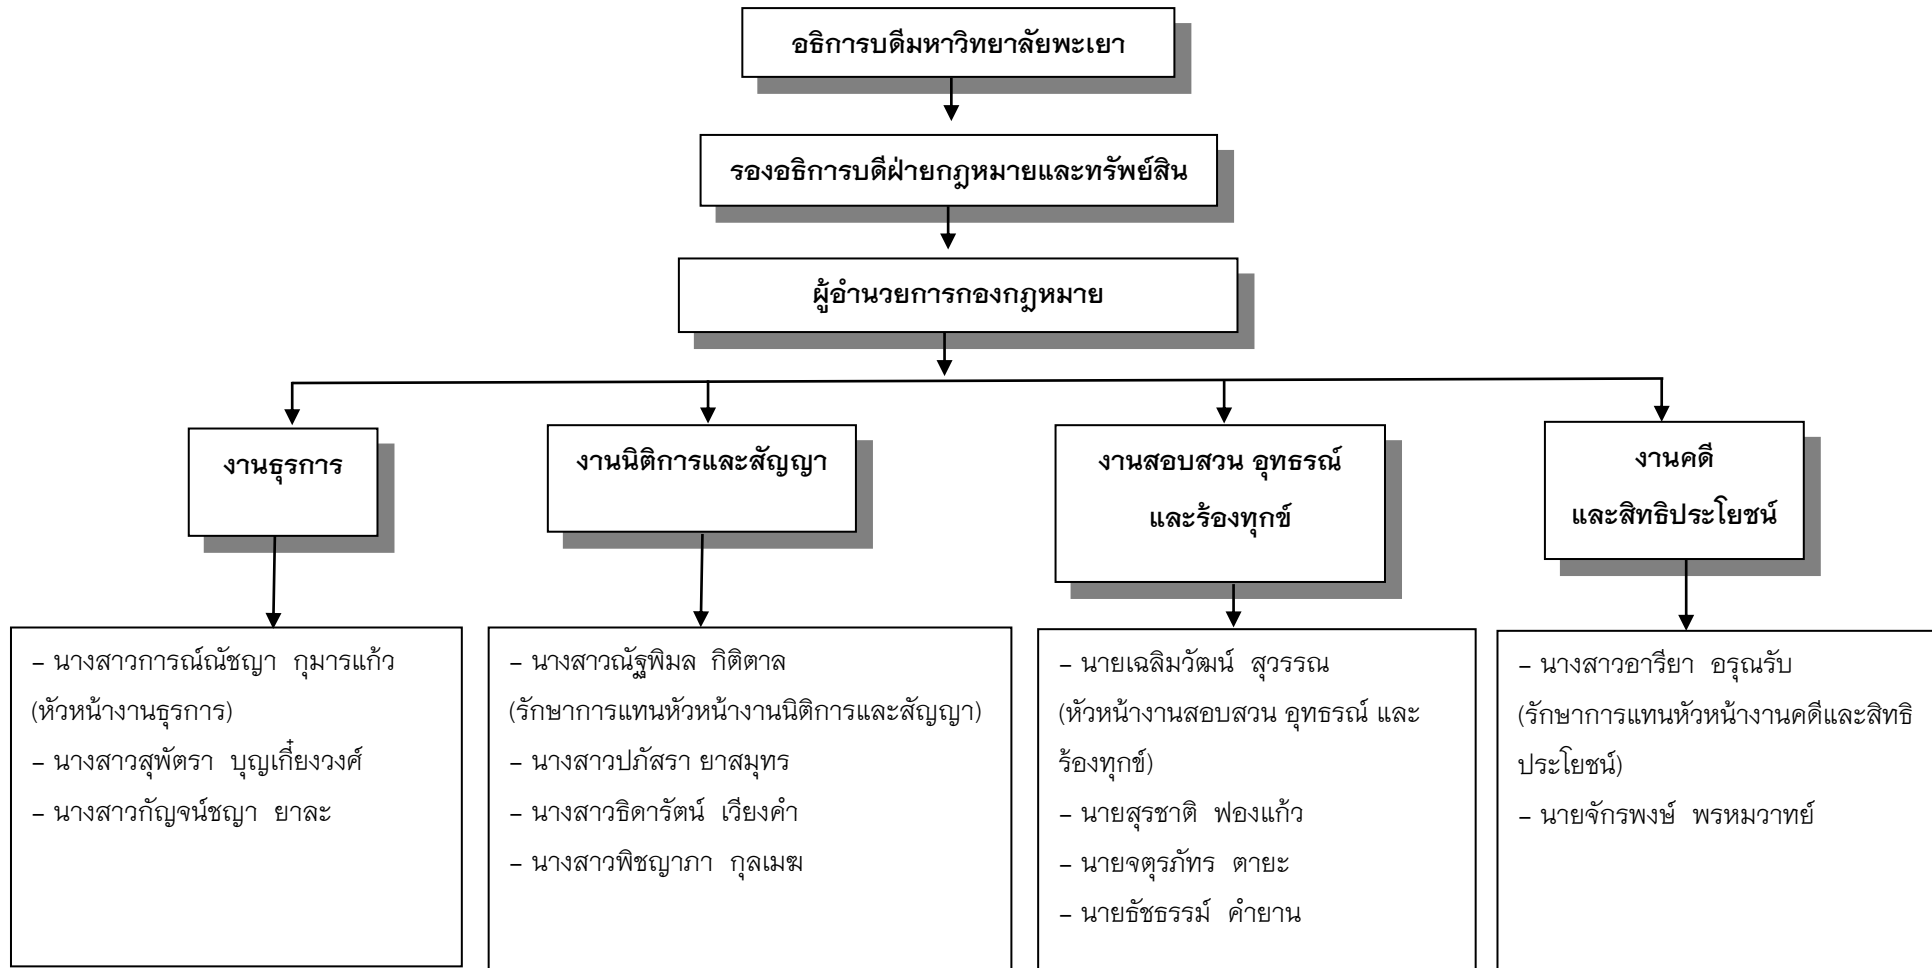 อธิการบดีมหาวิทยาลัยพะเยา
รองอธิการบดีฝ่ายกฎหมายและทรัพย์สิน
ผู้อำนวยการกองกฎหมาย
งานธุรการ
งานนิติการและสัญญา
งานสอบสวน อุทธรณ์
และร้องทุกข์
งานคดี
และสิทธิประโยชน์
– นางสาวการณ์ณัชญา กุมารแก้ว
(หัวหน้างานธุรการ)
– นางสาวสุพัตรา บุญเกี๋ยงวงศ์
– นางสาวกัญจน์ชญา ยาละ
– นางสาวณัฐพิมล กิติตาล
(รักษาการแทนหัวหน้างานนิติการและสัญญา)
– นางสาวปภัสรา ยาสมุทร
– นางสาวธิดารัตน์ เวียงคำ
– นางสาวพิชญาภา กุลเมฆ
– นายเฉลิมวัฒน์ สุวรรณ
(หัวหน้างานสอบสวน อุทธรณ์ และ
ร้องทุกข์)
– นายสุรชาติ ฟองแก้ว
– นายจตุรภัทร ตายะ
– นายธัชธรรม์ คำยาน
– นางสาวอารียา อรุณรับ
(รักษาการแทนหัวหน้างานคดีและสิทธิ
ประโยชน์)
– นายจักรพงษ์ พรหมวาทย์